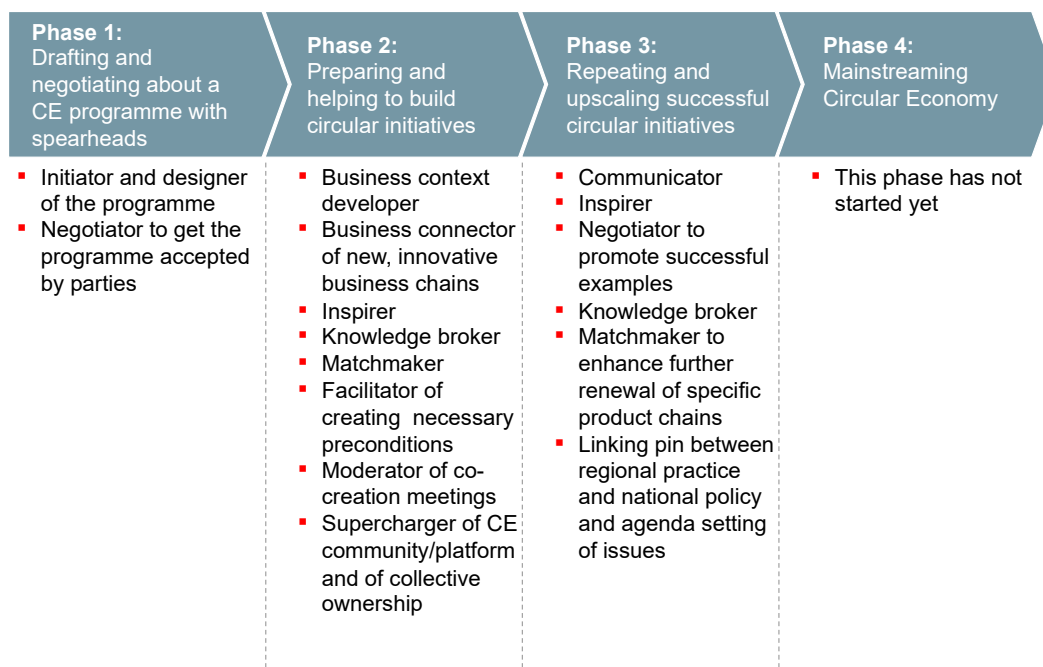 Phase 1:
Drafting and
negotiating about a
CE programme with
spearheads
▪ Initiator and designer
of the programme
▪ Negotiator to get the
programme accepted
by parties
Phase 2:
Preparing and
helping to build
circular initiatives
▪ Business context
developer
▪ Business connector
of new, innovative
business chains
▪ Inspirer
▪ Knowledge broker
▪ Matchmaker
▪ Facilitator of
creating necessary
preconditions
▪ Moderator of co-
creation meetings
▪ Supercharger of CE
community/platform
and of collective
ownership
Phase 3:
Repeating and
upscaling successful
circular initiatives
▪ Communicator
▪ Inspirer
▪ Negotiator to
promote successful
examples
▪ Knowledge broker
▪ Matchmaker to
enhance further
renewal of specific
product chains
▪ Linking pin between
regional practice
and national policy
and agenda setting
of issues
Phase 4:
Mainstreaming
Circular Economy
▪ This phase has not
started yet